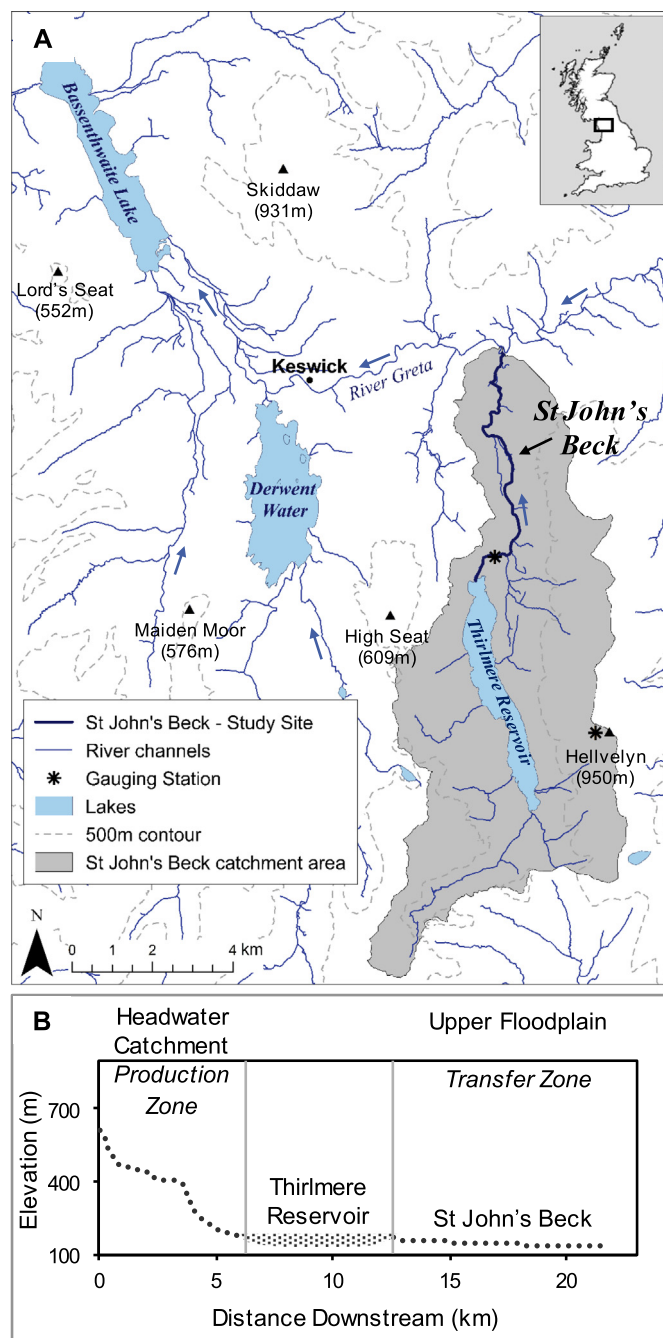 A
Bassenthwaite Lake
Skiddaw
(931m)
Lord's Seat
(552m)
Keswick
River Greta
St John's
Beck
Derwent
Water
Maiden Moor
(576m)
High Seat
(609m)
Thirlmere Reservoir
Hellvelyn
(950m)
St John's Beck - Study Site
River channels
Gauging Station
Lakes
500m contour
St John's Beck catchment area
N
0 2 4 km
B
Headwater
Catchment
Production
Zone
Upper Floodplain
Transfer Zone
Thirlmere
Reservoir
St John's Beck
Elevation (m)
700
400
100
0 5 10 15 20
Distance Downstream (km)